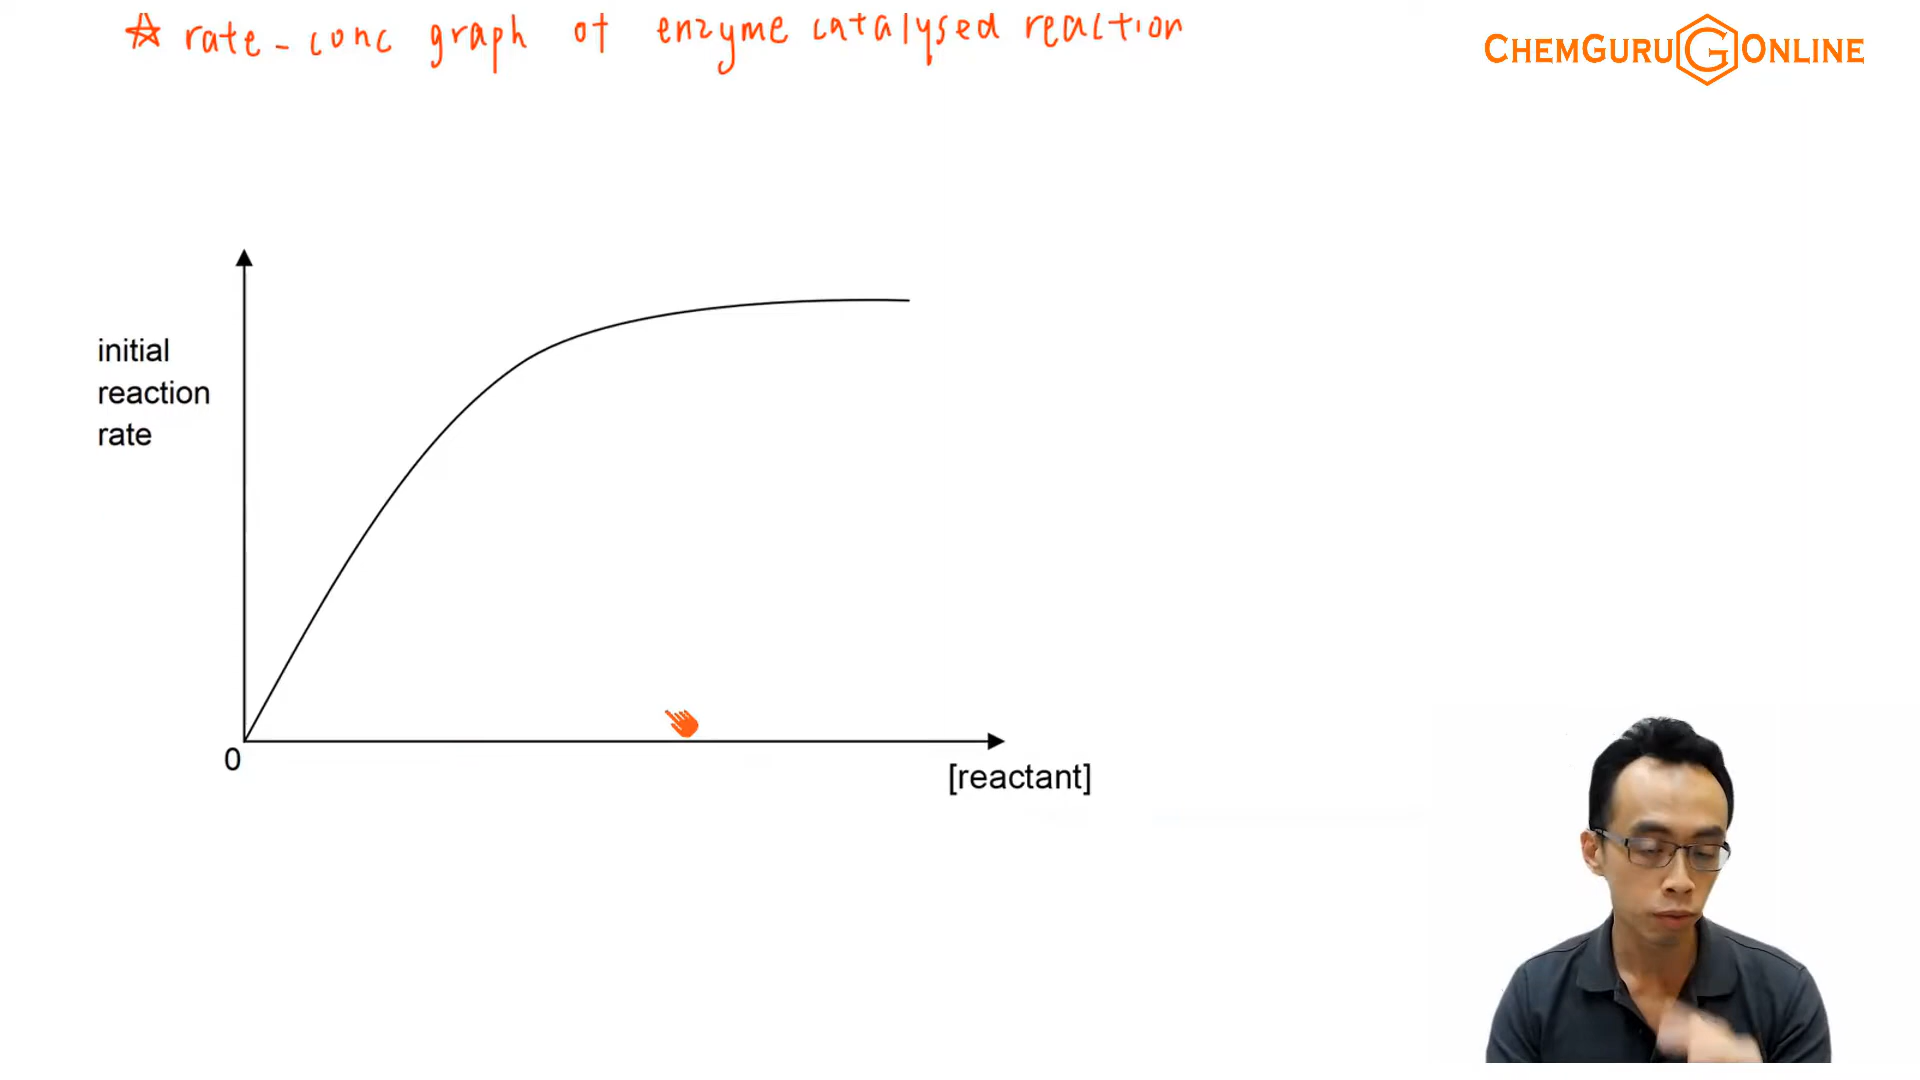 ☆ rate - conc graph of enzyme catalysed reaction
CHEMGURU G ONLINE
initial
reaction
rate
0
[reactant]